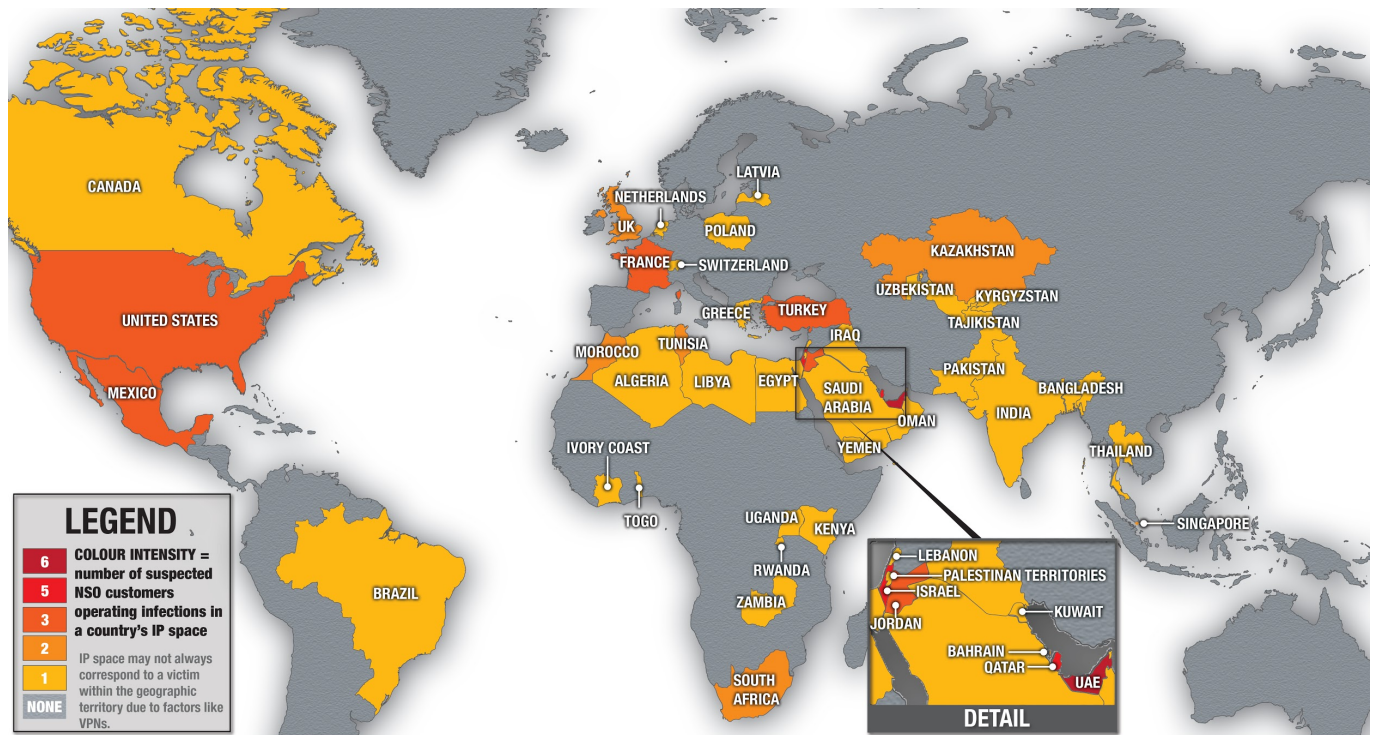 CANADA
UNITED STATES
MEXICO
BRAZIL
LATVIA
NETHERLANDS
UK
POLAND
FRANCE
SWITZERLAND
GREECE
TURKEY
KAZAKHSTAN
UZBEKISTAN
KYRGYZSTAN
TAJIKISTAN
IRAQ
MOROCCO
TUNISIA
ALGERIA
LIBYA
EGYPT
SAUDI
ARABIA
OMAN
YEMEN
PAKISTAN
INDIA
BANGLADESH
THAILAND
SINGAPORE
IVORY COAST
TOGO
UGANDA
KENYA
RWANDA
ZAMBIA
SOUTH
AFRICA
LEGEND
6
5
3
2
1
NONE
COLOUR INTENSITY =
number of suspected
NSO customers
operating infections in
a country's IP space
IP space may not always
correspond to a victim
within the geographic
territory due to factors like
VPNs.
LEBANON
PALESTINAN TERRITORIES
ISRAEL
JORDAN
KUWAIT
BAHRAIN
QATAR
UAE
DETAIL